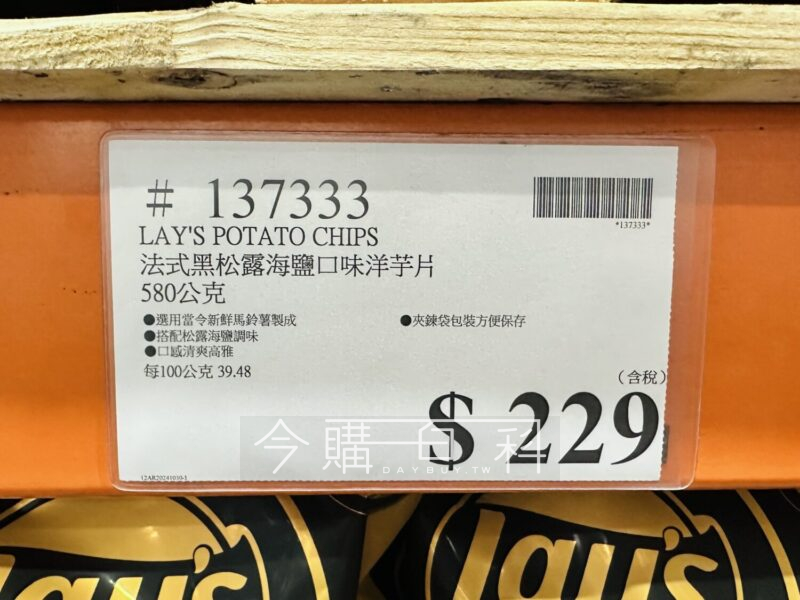 # 137333
*137333*
LAY'S POTATO CHIPS
法式黑松露海鹽口味洋芋片
580公克
●選用當令新鮮馬鈴薯製成
●夾鍊袋包裝方便保存
●搭配松露海鹽調味
●口感清爽高雅
每100公克 39.48
(含稅)
$ 229
今購百科
DAYBUY.TW
12AR20241010-1
Lay's
Lay's